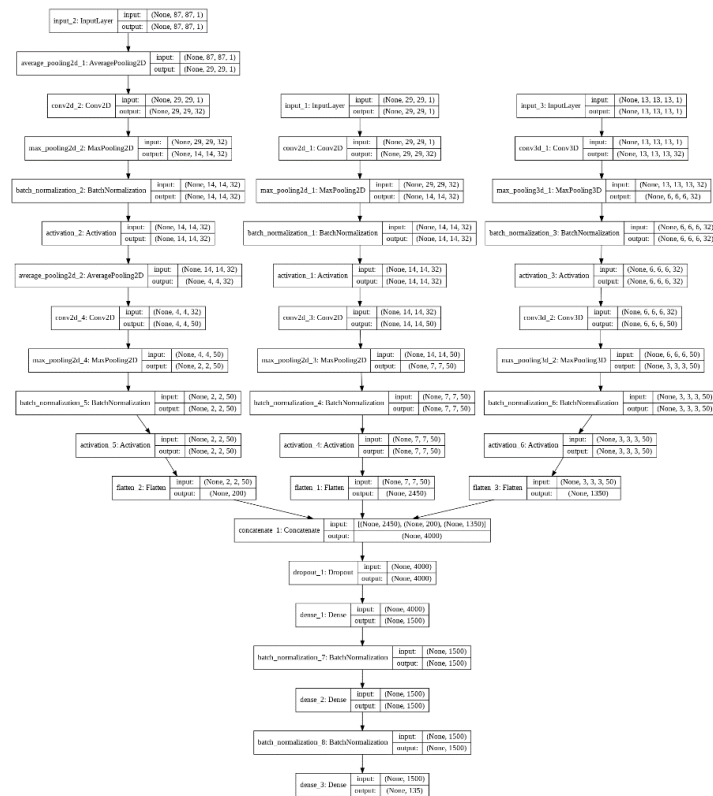 input_2: InputLayer input: (None, 87, 87, 1)
output: (None, 87, 87, 1)
average_pooling2d_1: AveragePooling2D input: (None, 87, 87, 1)
output: (None, 29, 29, 1)
conv2d_2: Conv2D input: (None, 29, 29, 1)
output: (None, 29, 29, 32)
max_pooling2d_2: MaxPooling2D input: (None, 29, 29, 32)
output: (None, 14, 14, 32)
batch_normalization_2: BatchNormalization input: (None, 14, 14, 32)
output: (None, 14, 14, 32)
activation_2: Activation input: (None, 14, 14, 32)
output: (None, 14, 14, 32)
average_pooling2d_2: AveragePooling2D input: (None, 14, 14, 32)
output: (None, 4, 4, 32)
conv2d_4: Conv2D input: (None, 4, 4, 32)
output: (None, 4, 4, 50)
max_pooling2d_4: MaxPooling2D input: (None, 4, 4, 50)
output: (None, 2, 2, 50)
batch_normalization_5: BatchNormalization input: (None, 2, 2, 50)
output: (None, 2, 2, 50)
activation_5: Activation input: (None, 2, 2, 50)
output: (None, 2, 2, 50)
flatten_2: Flatten input: (None, 2, 2, 50)
output: (None, 200)
input_1: InputLayer input: (None, 29, 29, 1)
output: (None, 29, 29, 1)
conv2d_1: Conv2D input: (None, 29, 29, 1)
output: (None, 29, 29, 32)
max_pooling2d_1: MaxPooling2D input: (None, 29, 29, 32)
output: (None, 14, 14, 32)
batch_normalization_1: BatchNormalization input: (None, 14, 14, 32)
output: (None, 14, 14, 32)
activation_1: Activation input: (None, 14, 14, 32)
output: (None, 14, 14, 32)
conv2d_3: Conv2D input: (None, 14, 14, 32)
output: (None, 14, 14, 50)
max_pooling2d_3: MaxPooling2D input: (None, 14, 14, 50)
output: (None, 7, 7, 50)
batch_normalization_4: BatchNormalization input: (None, 7, 7, 50)
output: (None, 7, 7, 50)
activation_4: Activation input: (None, 7, 7, 50)
output: (None, 7, 7, 50)
flatten_1: Flatten input: (None, 7, 7, 50)
output: (None, 2450)
input_3: InputLayer input: (None, 13, 13, 13, 1)
output: (None, 13, 13, 13, 1)
conv3d_1: Conv3D input: (None, 13, 13, 13, 1)
output: (None, 13, 13, 13, 32)
max_pooling3d_1: MaxPooling3D input: (None, 13, 13, 13, 32)
output: (None, 6, 6, 6, 32)
batch_normalization_3: BatchNormalization input: (None, 6, 6, 6, 32)
output: (None, 6, 6, 6, 32)
activation_3: Activation input: (None, 6, 6, 6, 32)
output: (None, 6, 6, 6, 32)
conv3d_2: Conv3D input: (None, 6, 6, 6, 32)
output: (None, 6, 6, 6, 50)
max_pooling3d_2: MaxPooling3D input: (None, 6, 6, 6, 50)
output: (None, 3, 3, 3, 50)
batch_normalization_6: BatchNormalization input: (None, 3, 3, 3, 50)
output: (None, 3, 3, 3, 50)
activation_6: Activation input: (None, 3, 3, 3, 50)
output: (None, 3, 3, 3, 50)
flatten_3: Flatten input: (None, 3, 3, 3, 50)
output: (None, 1350)
concatenate_1: Concatenate input: [(None, 2450), (None, 200), (None, 1350)]
output: (None, 4000)
dropout_1: Dropout input: (None, 4000)
output: (None, 4000)
dense_1: Dense input: (None, 4000)
output: (None, 1500)
batch_normalization_7: BatchNormalization input: (None, 1500)
output: (None, 1500)
dense_2: Dense input: (None, 1500)
output: (None, 1500)
batch_normalization_8: BatchNormalization input: (None, 1500)
output: (None, 1500)
dense_3: Dense input: (None, 1500)
output: (None, 135)